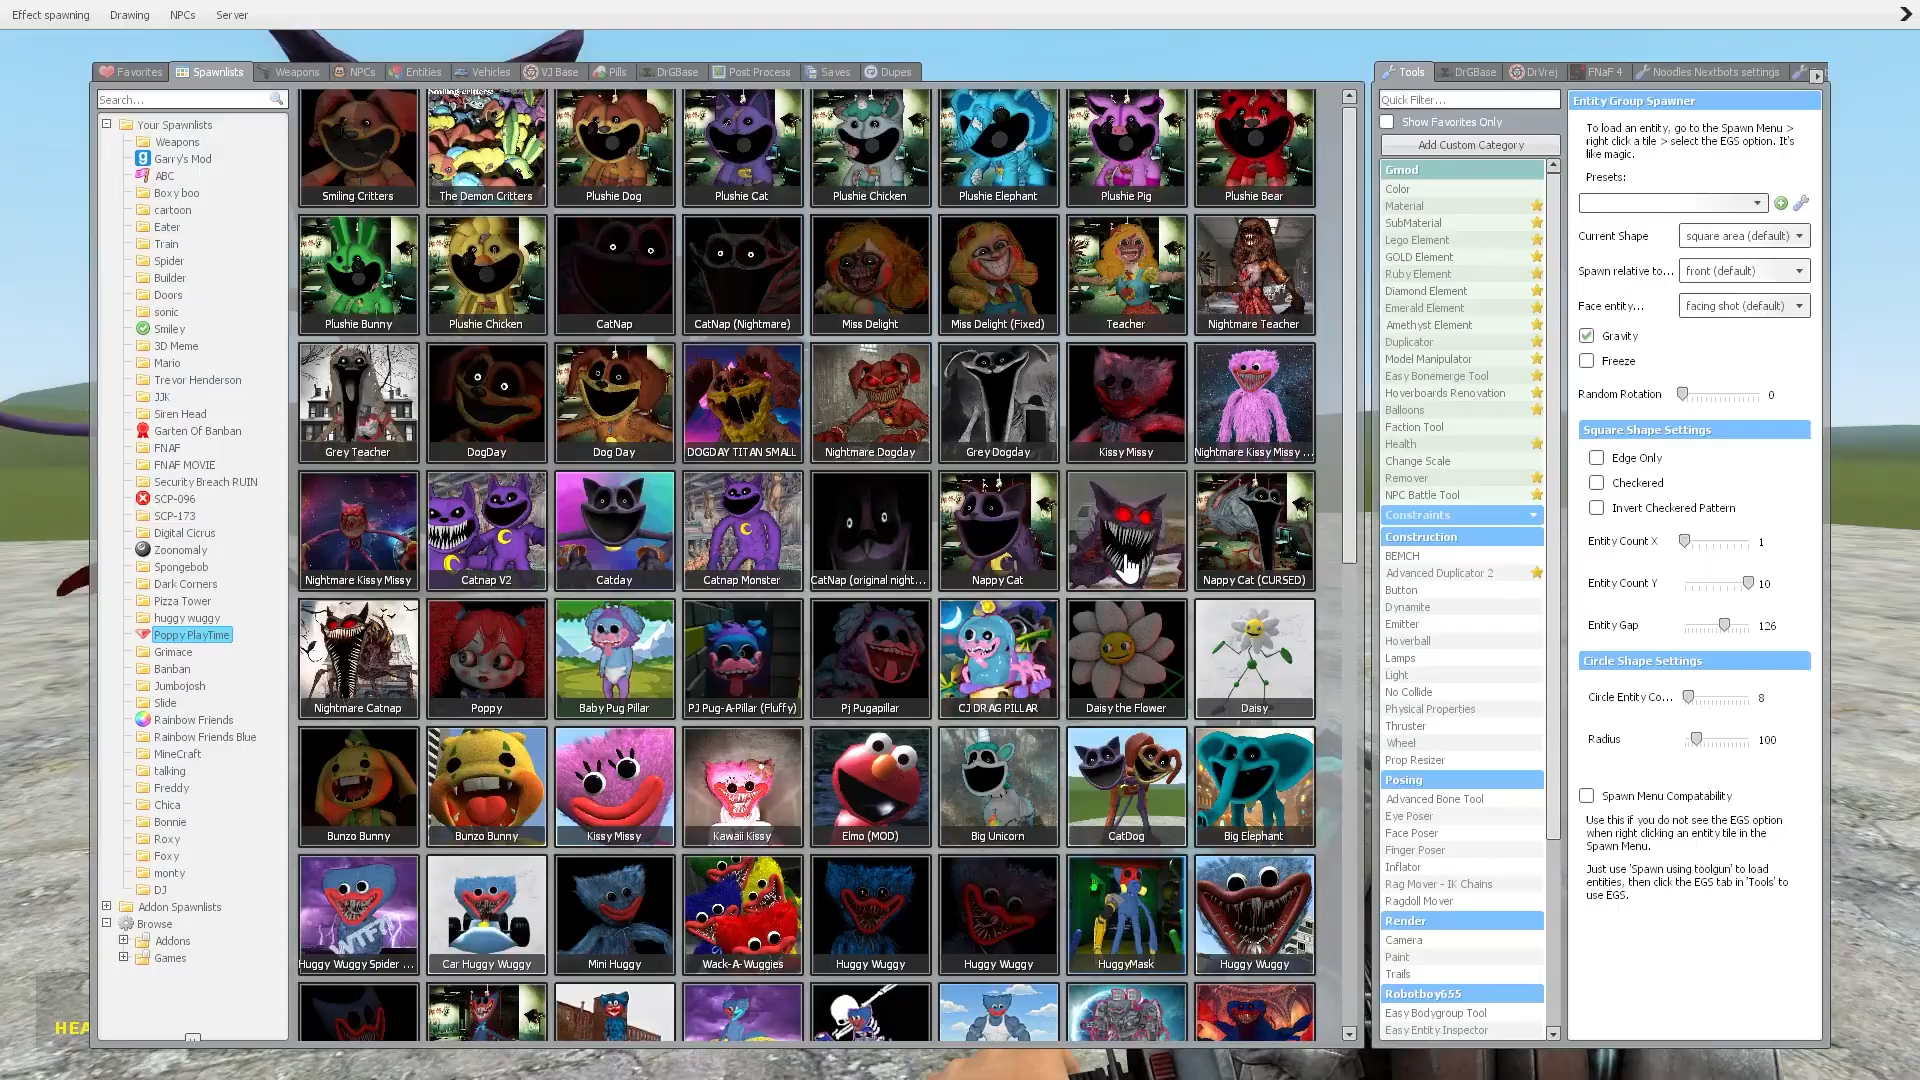 Effect spawning Drawing NPCs Server
Favorites Spawnlists Weapons NPCs Entities Vehicles VJ Base Pills DrGBase Post Process Saves Dupes
Search...
Your Spawnlists
Weapons
Garry's Mod
ABC
Boxy boo
cartoon
Eater
Train
Spider
Builder
Doors
sonic
Smiley
3D Meme
Mario
Trevor Henderson
JJK
Siren Head
Garten Of Banban
FNAF
FNAF MOVIE
Security Breach RUIN
SCP-096
SCP-173
Digital Cicrus
Zoonomaly
Spongebob
Dark Corners
Pizza Tower
huggy wuggy
Poppy PlayTime
Grimace
Banban
Jumbojosh
Slide
Rainbow Friends
Rainbow Friends Blue
MineCraft
talking
Freddy
Chica
Bonnie
Roxy
Foxy
monty
DJ
Addon Spawnlists
Browse
Addons
Games
HEA
Smiling Critters The Demon Critters Plushie Dog Plushie Cat Plushie Chicken Plushie Elephant Plushie Pig Plushie Bear
Plushie Bunny Plushie Chicken CatNap CatNap (Nightmare) Miss Delight Miss Delight (Fixed) Teacher Nightmare Teacher
Grey Teacher DogDay Dog Day DOGDAY TITAN SMALL Nightmare Dogday Grey Dogday Kissy Missy Nightmare Kissy Missy ...
Nightmare Kissy Missy Catnap V2 Catday Catnap Monster CatNap (original night... Nappy Cat Nappy Cat (CURSED)
Nightmare Catnap Poppy Baby Pug Pillar PJ Pug-A-Pillar (Fluffy) Pj Pugapillar CJ DRAG PILLAR Daisy the Flower Daisy
Bunzo Bunny Bunzo Bunny Kissy Missy Kawaii Kissy Elmo (MOD) Big Unicorn CatDog Big Elephant
WTF!?
Huggy Wuggy Spider ... Car Huggy Wuggy Mini Huggy Wack-A-Wuggies Huggy Wuggy Huggy Wuggy HuggyMask Huggy Wuggy
Tools DrGBase DrVrej FNaF 4 Noodles Nextbots settings
Quick Filter...
Show Favorites Only
Add Custom Category
Gmod
Color
Material
SubMaterial
Lego Element
GOLD Element
Ruby Element
Diamond Element
Emerald Element
Amethyst Element
Duplicator
Model Manipulator
Easy Bonemerge Tool
Hoverboards Renovation
Balloons
Faction Tool
Health
Change Scale
Remover
NPC Battle Tool
Constraints
Construction
BENCH
Advanced Duplicator 2
Button
Dynamite
Emitter
Hoverball
Lamps
Light
No Collide
Physical Properties
Thruster
Wheel
Prop Resizer
Posing
Advanced Bone Tool
Eye Poser
Face Poser
Finger Poser
Inflator
Rag Mover - IK Chains
Ragdoll Mover
Render
Camera
Paint
Trails
Robotboy655
Easy Bodygroup Tool
Easy Entity Inspector
Entity Group Spawner
To load an entity, go to the Spawn Menu >
right click a tile > select the EGS option. It's
like magic.
Presets:
Current Shape square area (default)
Spawn relative to... front (default)
Face entity... facing shot (default)
Gravity
Freeze
Random Rotation 0
Square Shape Settings
Edge Only
Checkered
Invert Checkered Pattern
Entity Count X 1
Entity Count Y 10
Entity Gap 126
Circle Shape Settings
Circle Entity Co... 8
Radius 100
Spawn Menu Compatability
Use this if you do not see the EGS option
when right clicking an entity tile in the
Spawn Menu.
Just use 'Spawn using toolgun' to load
entities, then click the EGS tab in 'Tools' to
use EGS.